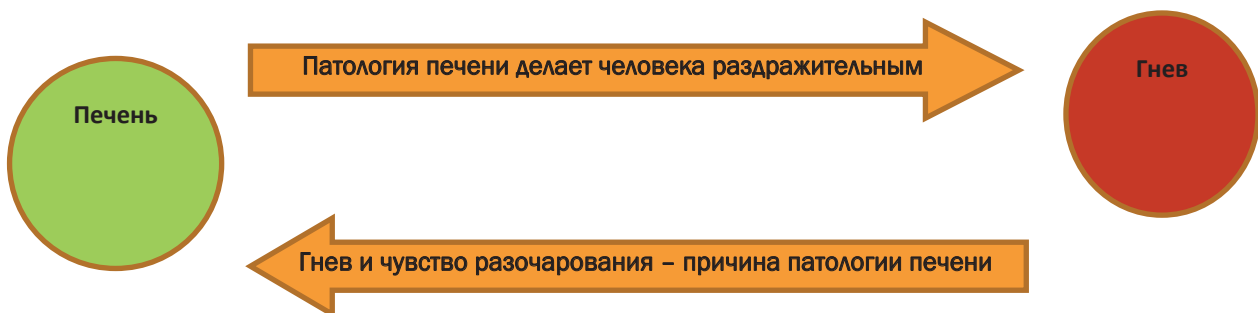 Патология печени делает человека раздражительным
Гнев
Печень
Гнев и чувство разочарования – причина патологии печени